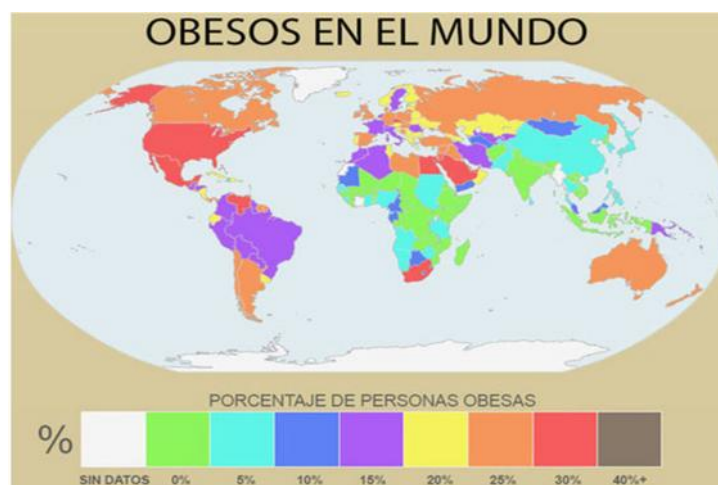 OBESOS EN EL MUNDO
PORCENTAJE DE PERSONAS OBESAS
%
SIN DATOS 0% 5% 10% 15% 20% 25% 30% 40%+